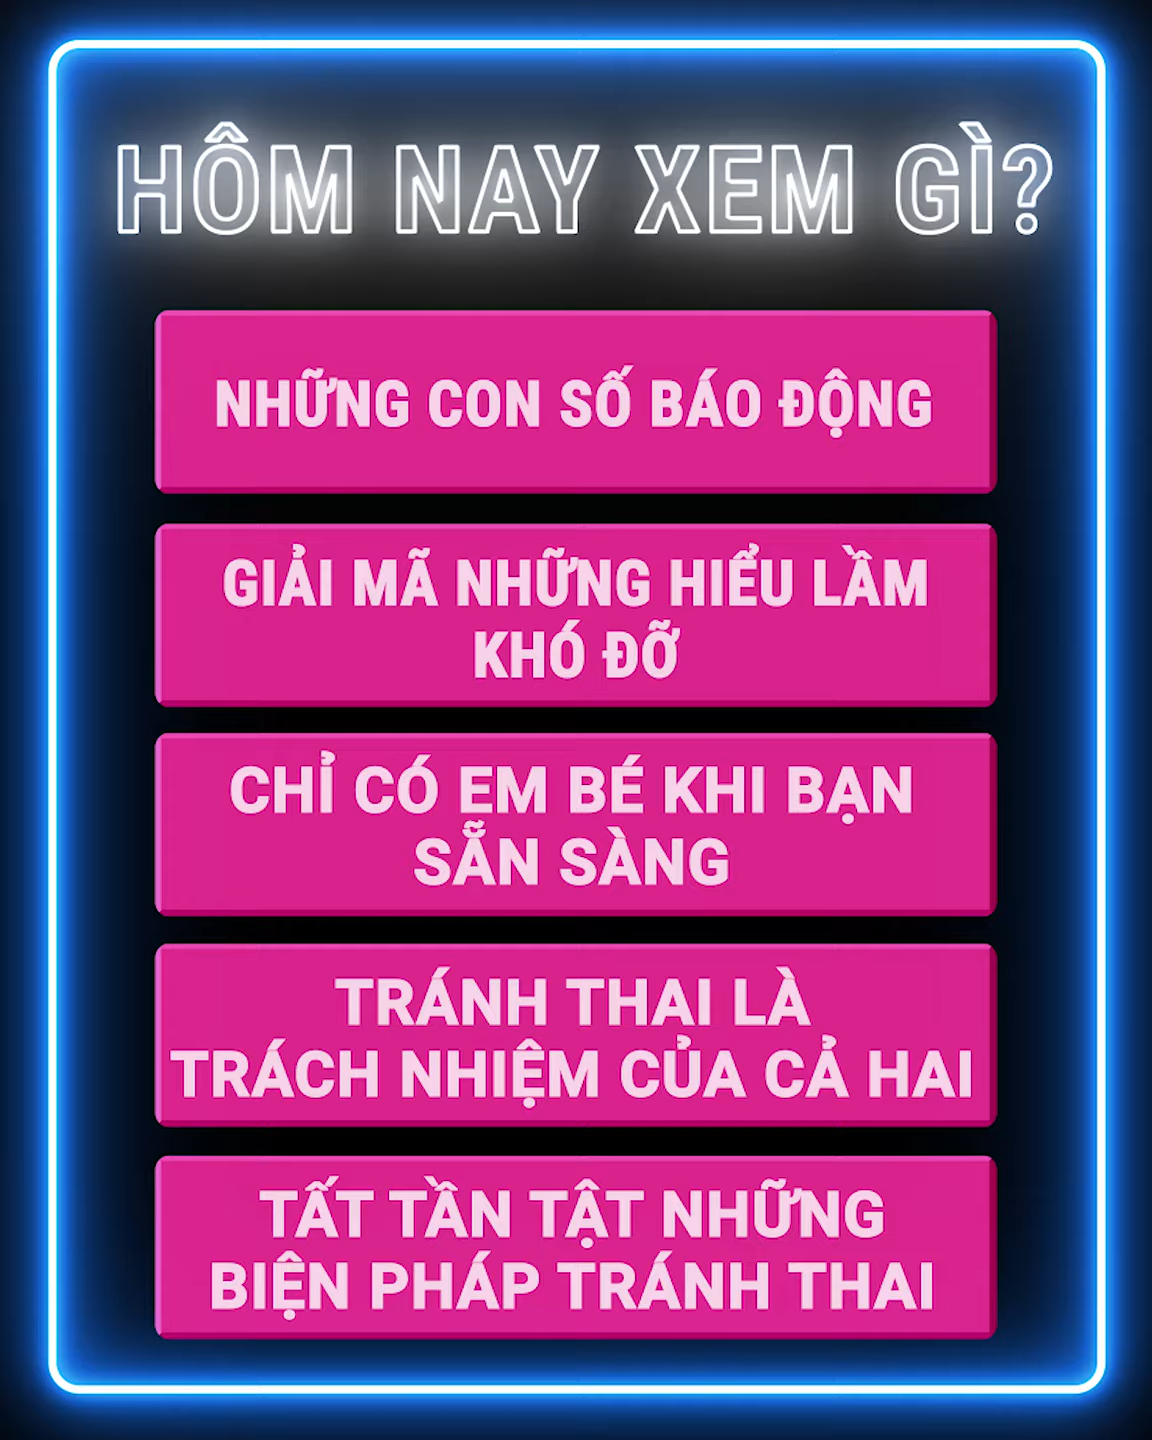 HÔM NAY XEM GÌ?
NHỮNG CON SỐ BÁO ĐỘNG
GIẢI MÃ NHỮNG HIỂU LẦM
KHÓ ĐỠ
CHỈ CÓ EM BÉ KHI BẠN
SẴN SÀNG
TRÁNH THAI LÀ
TRÁCH NHIỆM CỦA CẢ HAI
TẤT TẦN TẬT NHỮNG
BIỆN PHÁP TRÁNH THAI